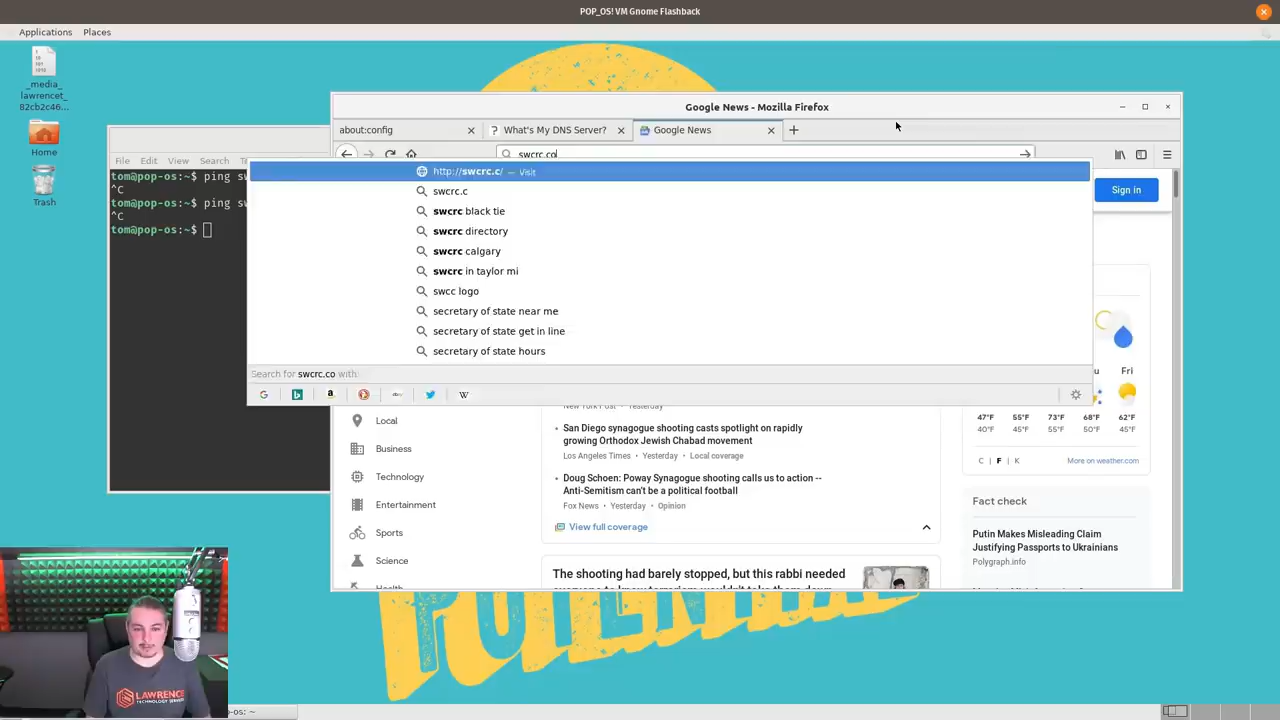 POP_OS! VM Gnome Flashback
Applications Places
_media_
lawrencet_
82cb2c46...
Home
Trash
Google News - Mozilla Firefox
about:config
What's My DNS Server?
Google News
File Edit View Search
swcrc.co
tom@pop-os:~$ ping
^C
tom@pop-os:~$ ping
^C
tom@pop-os:~$
http://swcrc.c/ — Visit
swcrc.c
swcrc black tie
swcrc directory
swcrc calgary
swcrc in taylor mi
swcc logo
secretary of state near me
secretary of state get in line
secretary of state hours
Search for swcrc.co with:
Sign in
Fri
47°F 55°F 73°F 68°F 62°F
40°F 45°F 55°F 50°F 45°F
C | F | K
More on weather.com
Local
Business
Technology
Entertainment
Sports
Science
Health
New York Post • Yesterday
San Diego synagogue shooting casts spotlight on rapidly
growing Orthodox Jewish Chabad movement
Los Angeles Times • Yesterday • Local coverage
Doug Schoen: Poway Synagogue shooting calls us to action --
Anti-Semitism can't be a political football
Fox News • Yesterday • Opinion
View full coverage
The shooting had barely stopped, but this rabbi needed
Fact check
Putin Makes Misleading Claim
Justifying Passports to Ukrainians
Polygraph.info
POTENTIAL
LAWRENCE
TECHNOLOGY SERVICES